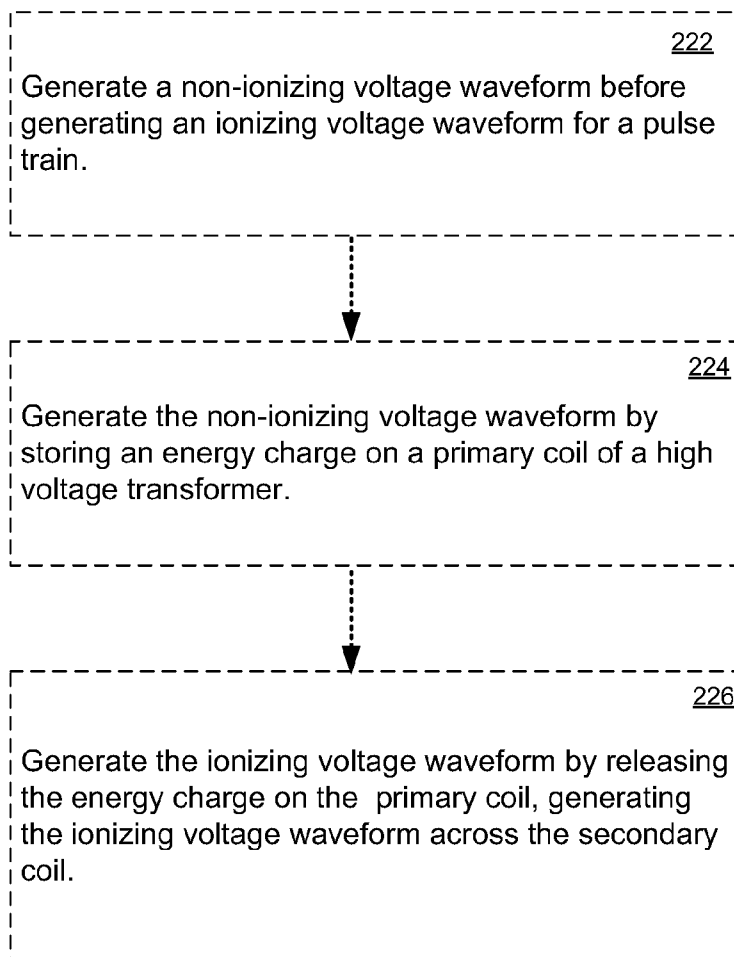 222
Generate a non-ionizing voltage waveform before
generating an ionizing voltage waveform for a pulse
train.
224
Generate the non-ionizing voltage waveform by
storing an energy charge on a primary coil of a high
voltage transformer.
226
Generate the ionizing voltage waveform by releasing
the energy charge on the primary coil, generating
the ionizing voltage waveform across the secondary
coil.